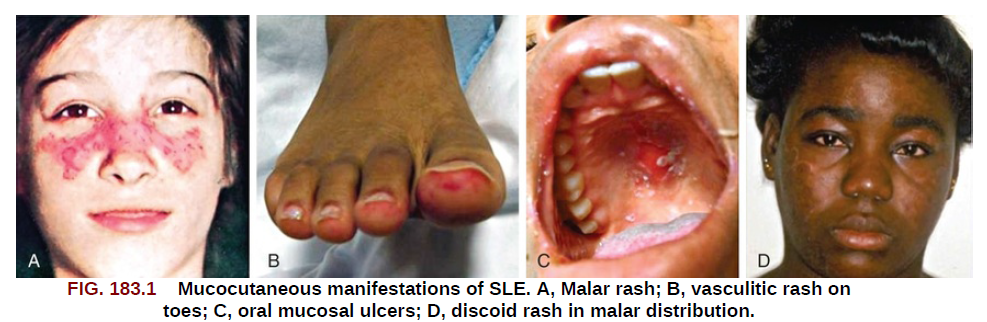 A
B
C
D
FIG. 183.1 Mucocutaneous manifestations of SLE. A, Malar rash; B, vasculitic rash on
toes; C, oral mucosal ulcers; D, discoid rash in malar distribution.